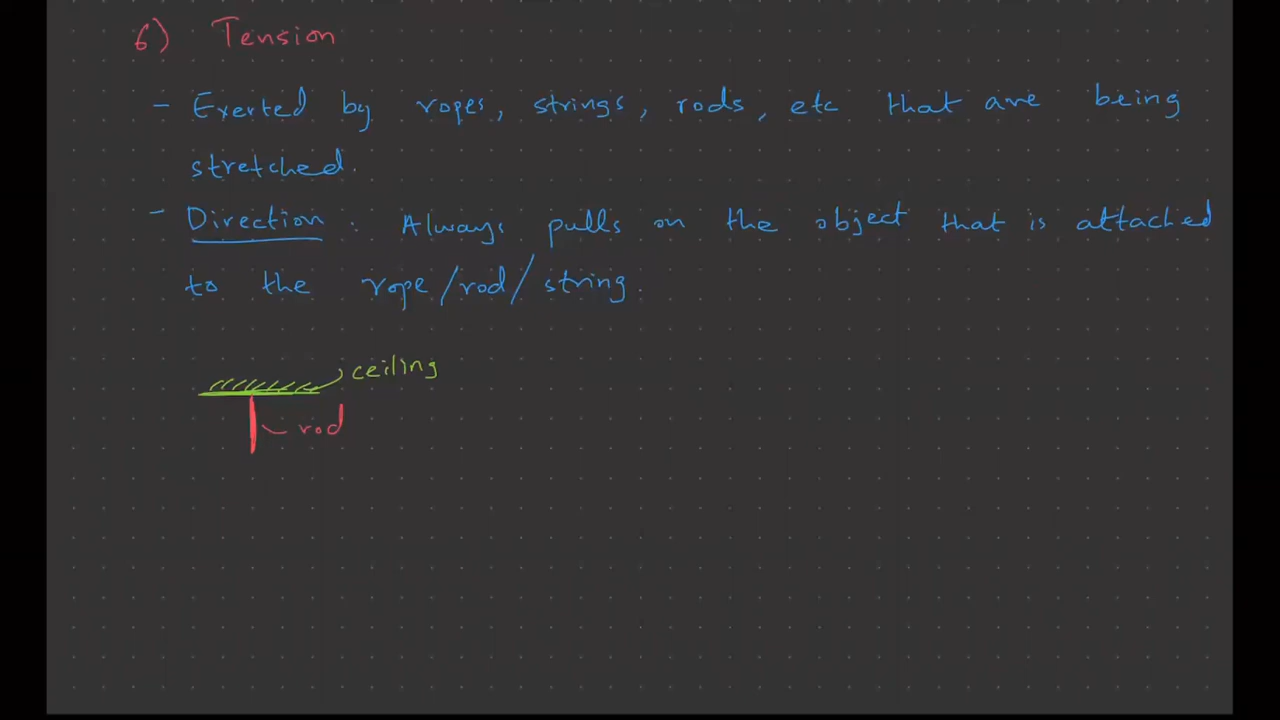 6) Tension
- Exerted by ropes, strings, rods, etc that are being
stretched.
- Direction : Always pulls on the object that is attached
to the rope/rod/string.
ceiling
rod